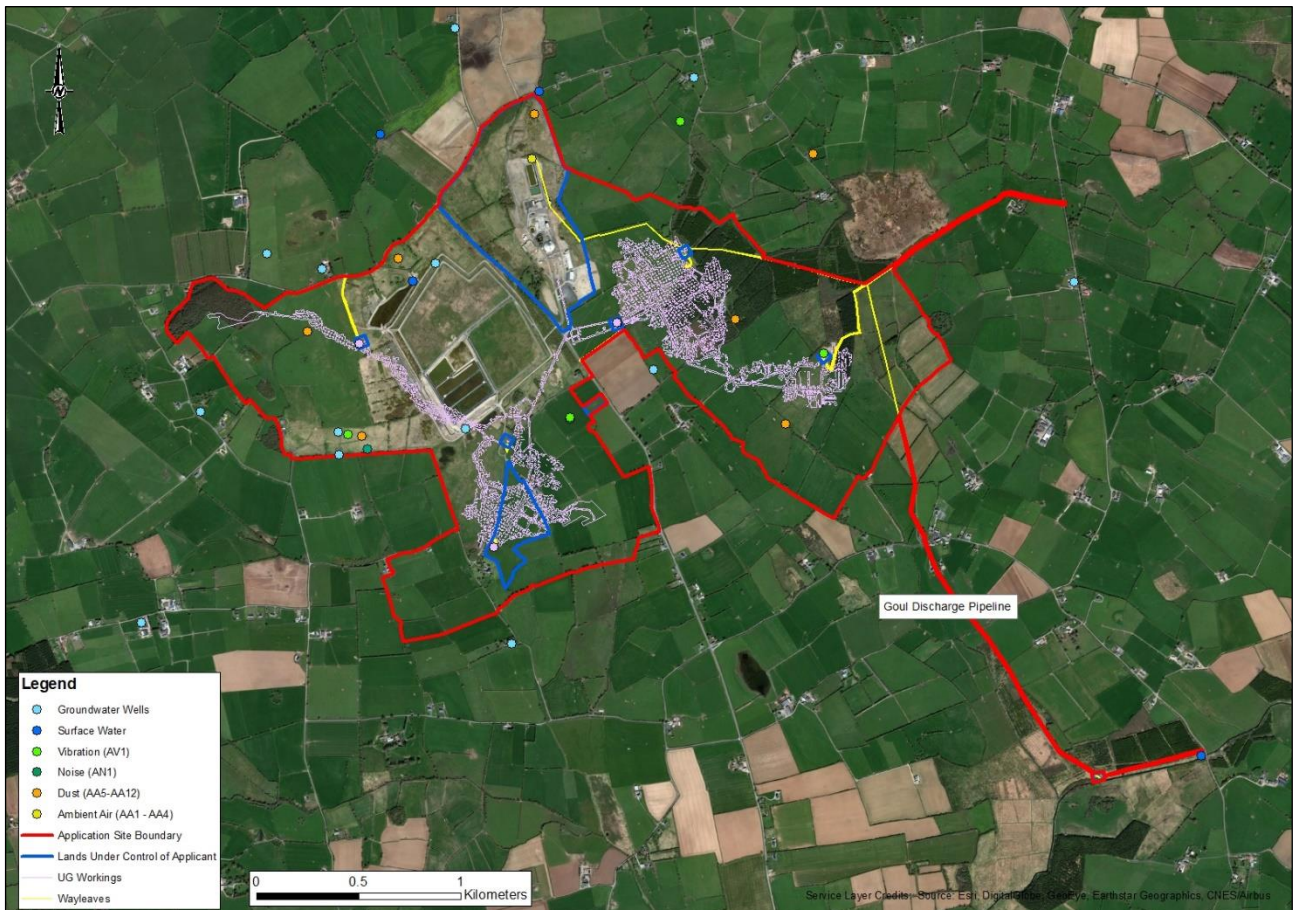 N
Goul Discharge Pipeline
Legend
Groundwater Wells
Surface Water
Vibration (AV1)
Noise (AN1)
Dust (AA5-AA12)
Ambient Air (AA1 - AA4)
Application Site Boundary
Lands Under Control of Applicant
UG Workings
Wayleaves
0 0.5 1
Kilometers
Service Layer Credits: Source: Esri, DigitalGlobe, GeoEye, Earthstar Geographics, CNES/Airbus